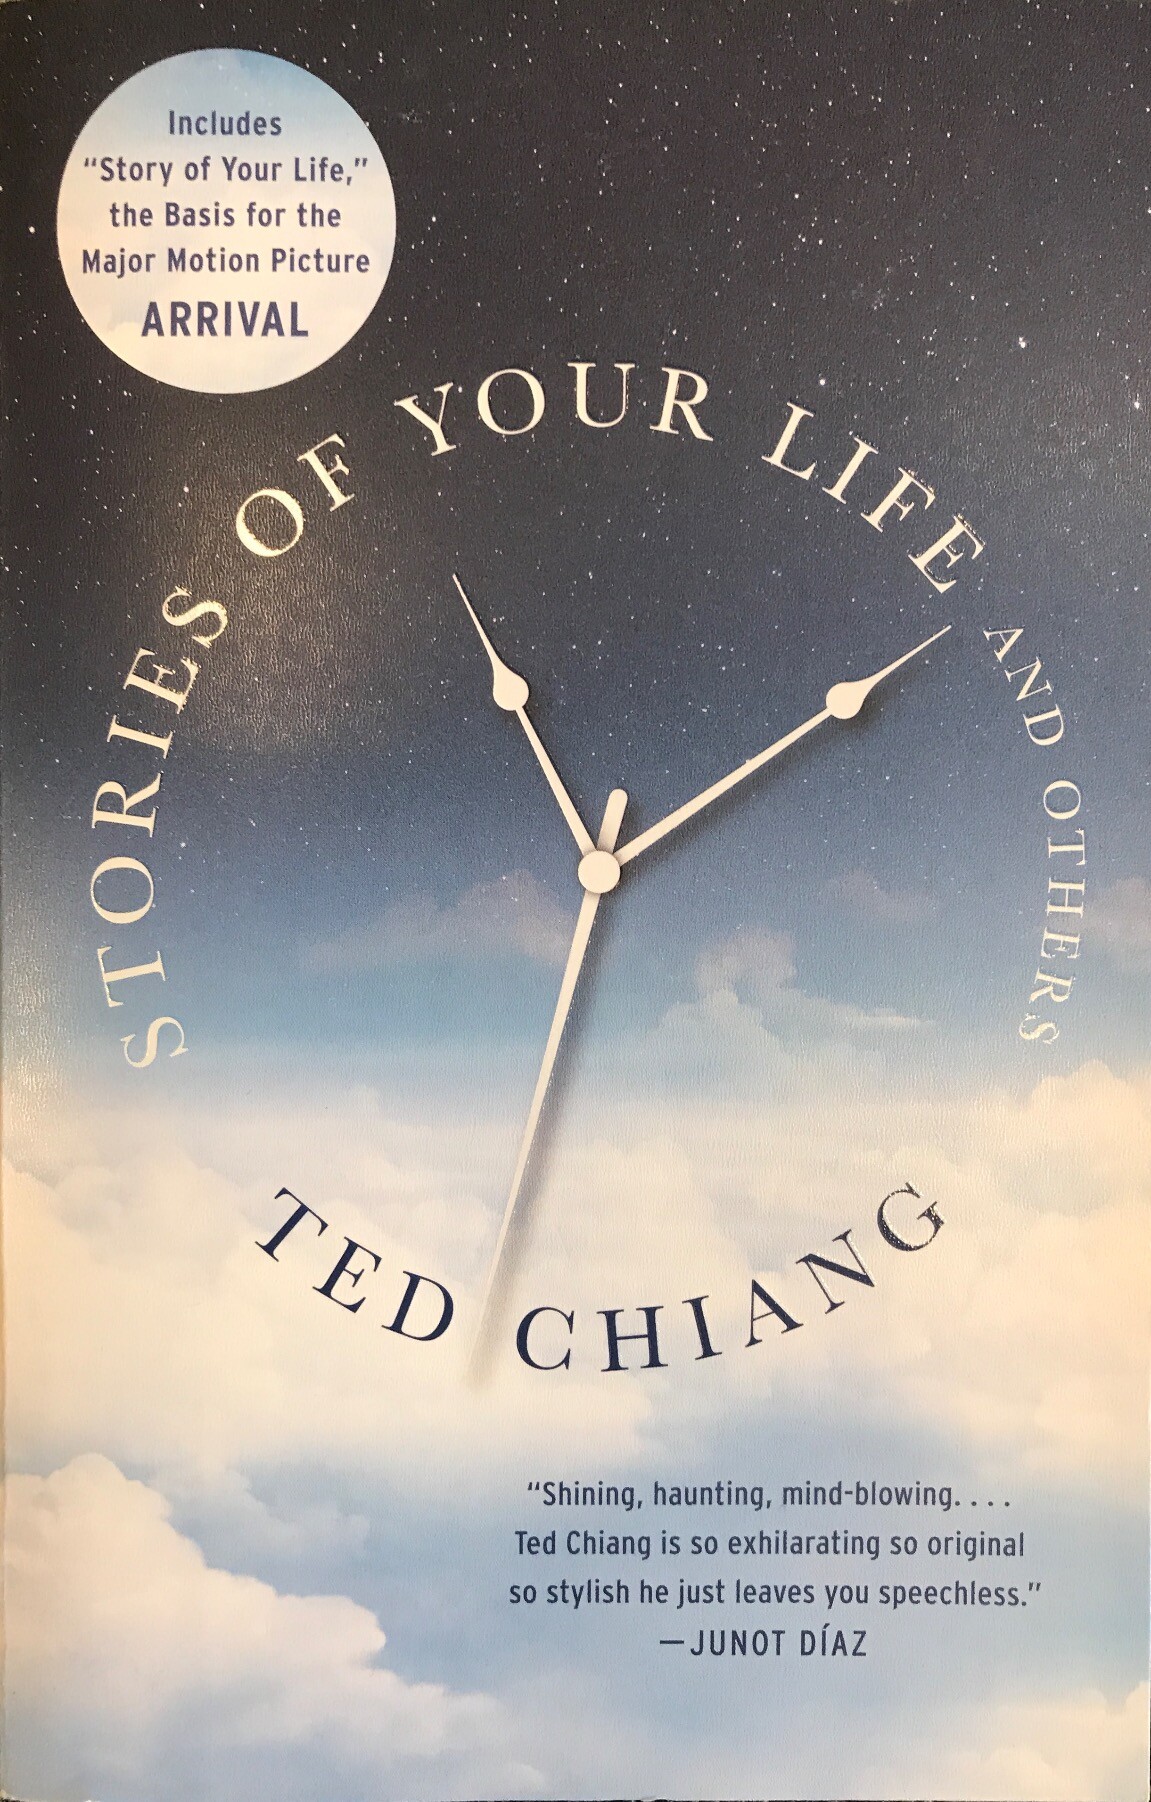 Includes
“Story of Your Life,”
the Basis for the
Major Motion Picture
ARRIVAL
STORIES OF YOUR LIFE AND OTHERS
TED CHIANG
“Shining, haunting, mind-blowing. . . .
Ted Chiang is so exhilarating so original
so stylish he just leaves you speechless.”
—JUNOT DÍAZ